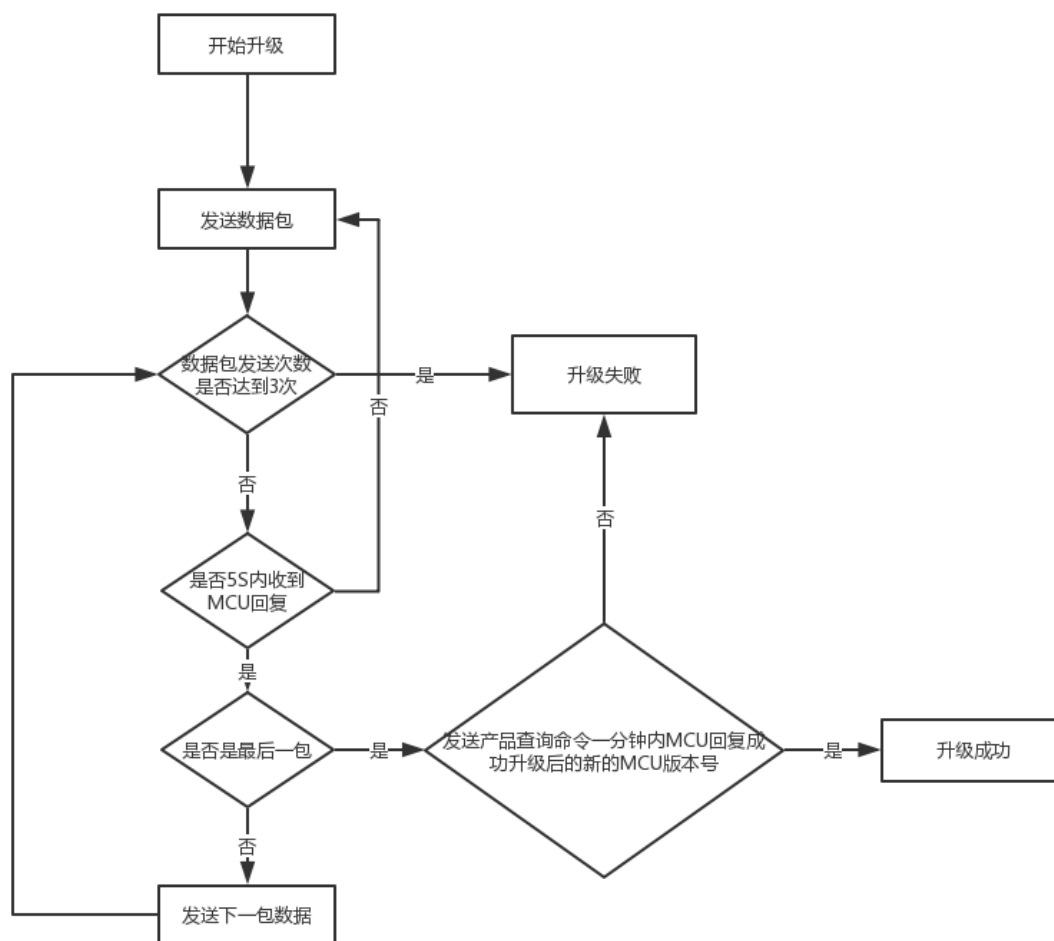 开始升级
发送数据包
数据包发送次数
是否达到3次
是
升级失败
否
否
否
是否5S内收到
MCU回复
是
是否是最后一包
是
发送产品查询命令一分钟内MCU回复成
功升级后的新的MCU版本号
是
升级成功
否
发送下一包数据